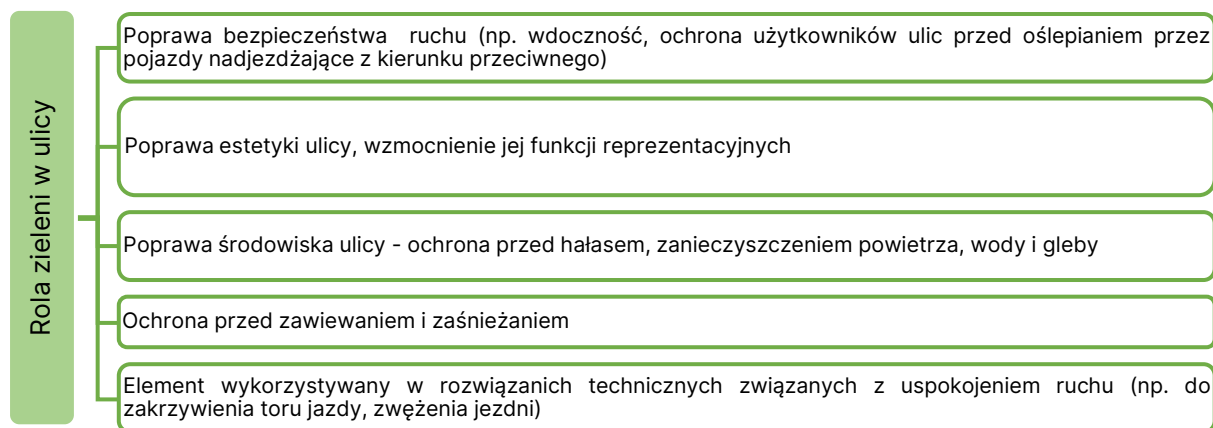 Rola zieleni w ulicy
Poprawa bezpieczeństwa ruchu (np. wdoczność, ochrona użytkowników ulic przed oślepianiem przez
pojazdy nadjezdżające z kierunku przeciwnego)
Poprawa estetyki ulicy, wzmocnienie jej funkcji reprezentacyjnych
Poprawa środowiska ulicy - ochrona przed hałasem, zanieczyszczeniem powietrza, wody i gleby
Ochrona przed zawiewaniem i zaśnieżaniem
Element wykorzystywany w rozwiązanich technicznych związanych z uspokojeniem ruchu (np. do
zakrzywienia toru jazdy, zwężenia jezdni)